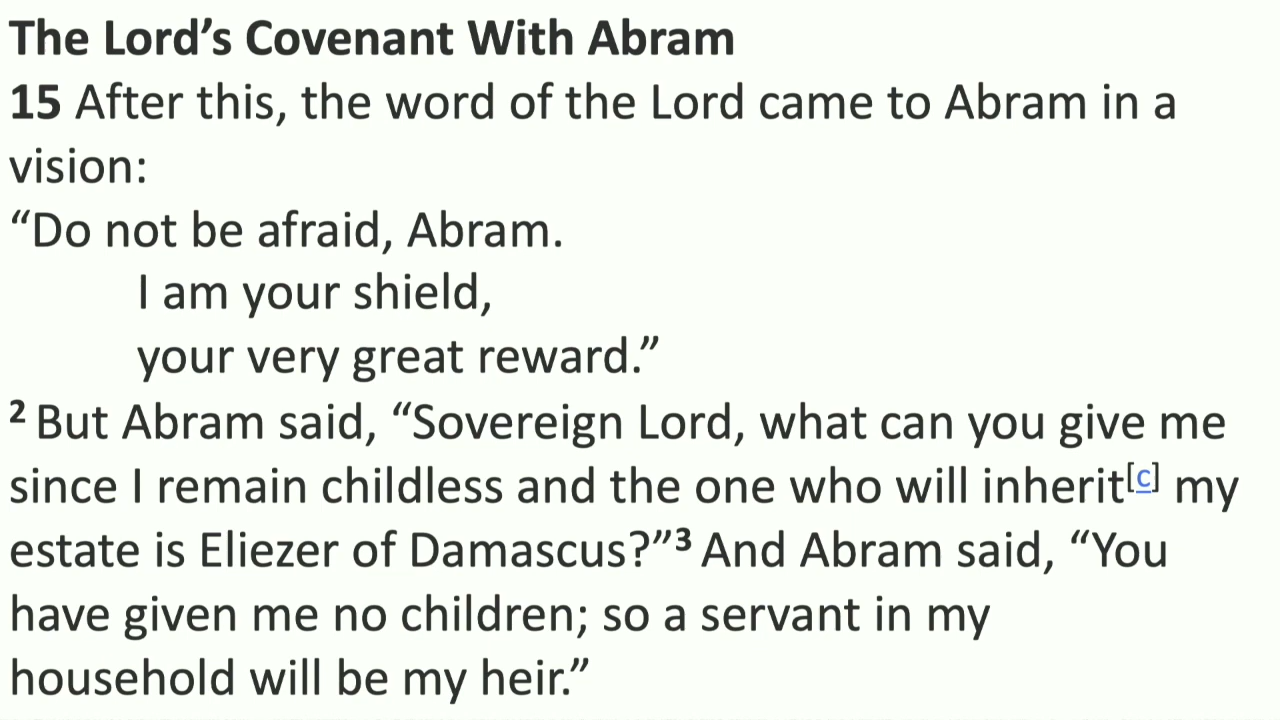 The Lord’s Covenant With Abram
15 After this, the word of the Lord came to Abram in a
vision:
“Do not be afraid, Abram.
I am your shield,
your very great reward.”
2 But Abram said, “Sovereign Lord, what can you give me
since I remain childless and the one who will inherit[c] my
estate is Eliezer of Damascus?”3 And Abram said, “You
have given me no children; so a servant in my
household will be my heir.”